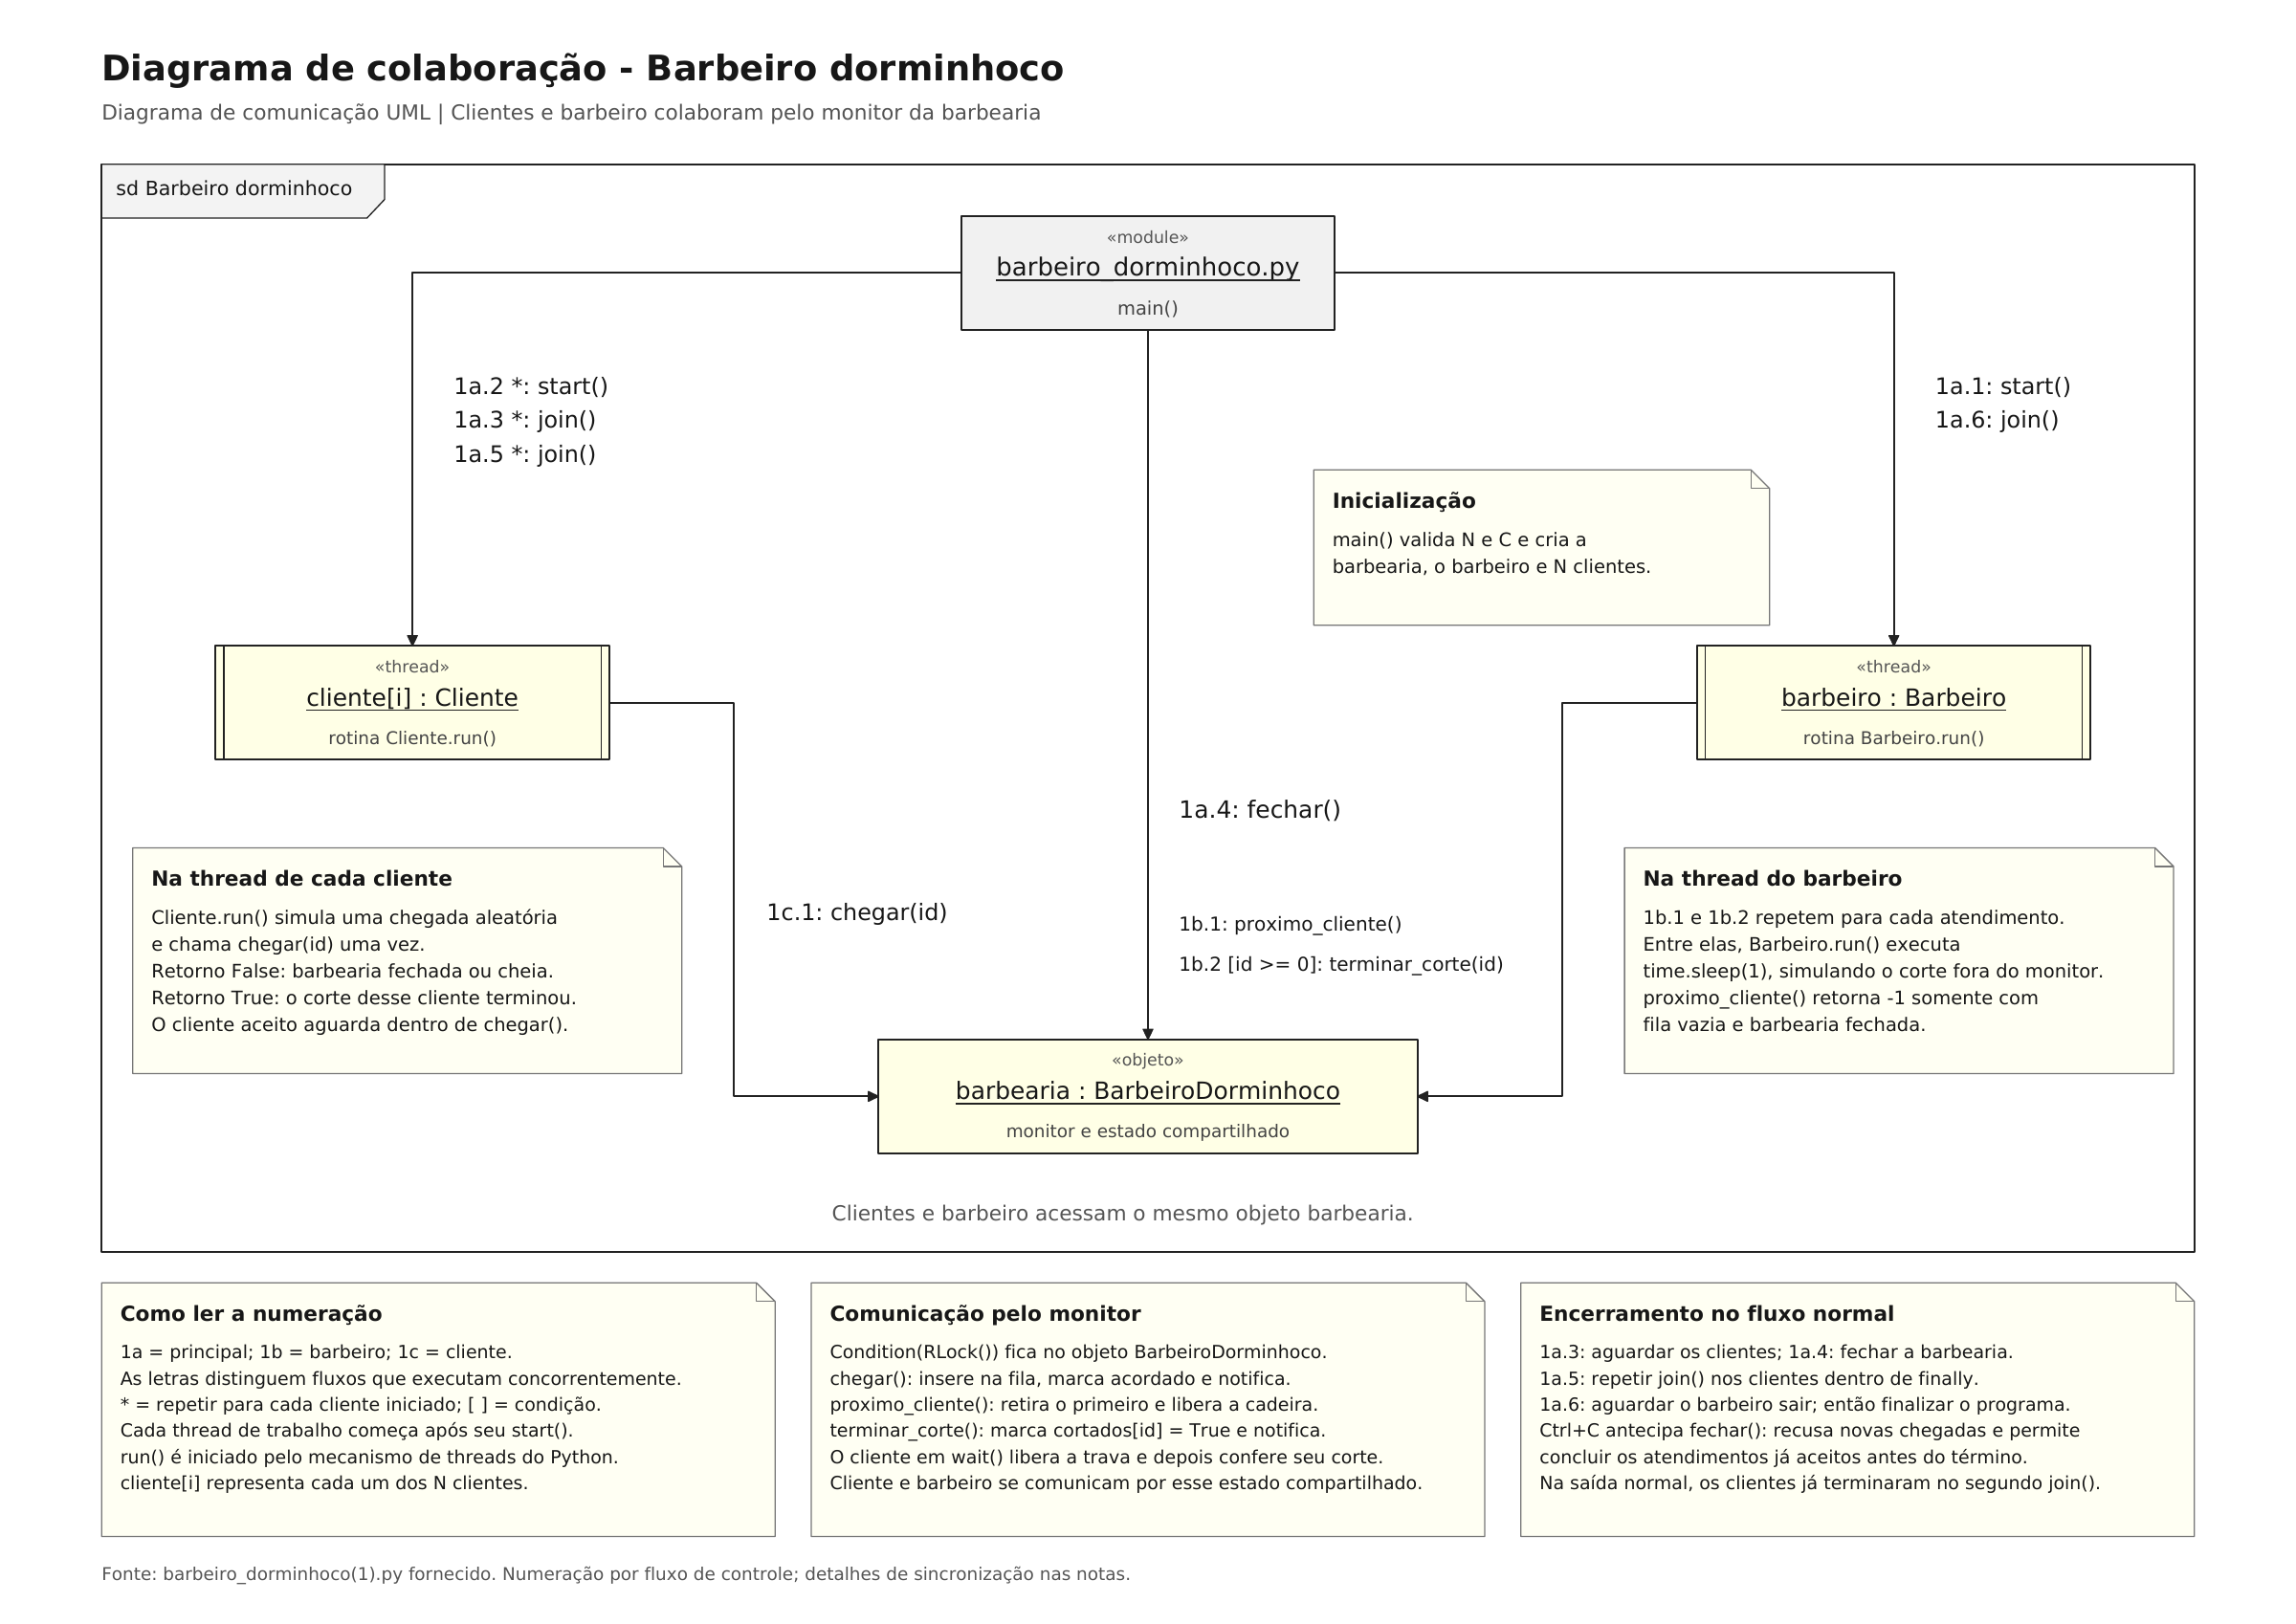 Diagrama de colaboração - Barbeiro dorminhoco
Diagrama de comunicação UML | Clientes e barbeiro colaboram pelo monitor da barbearia
sd Barbeiro dorminhoco
«module»
barbeiro_dorminhoco.py
main()
1a.2 *: start()
1a.3 *: join()
1a.5 *: join()
1a.1: start()
1a.6: join()
Inicialização
main() valida N e C e cria a
barbearia, o barbeiro e N clientes.
«thread»
cliente[i] : Cliente
rotina Cliente.run()
«thread»
barbeiro : Barbeiro
rotina Barbeiro.run()
1a.4: fechar()
Na thread de cada cliente
Cliente.run() simula uma chegada aleatória
e chama chegar(id) uma vez.
Retorno False: barbearia fechada ou cheia.
Retorno True: o corte desse cliente terminou.
O cliente aceito aguarda dentro de chegar().
1c.1: chegar(id)
1b.1: proximo_cliente()
1b.2 [id >= 0]: terminar_corte(id)
Na thread do barbeiro
1b.1 e 1b.2 repetem para cada atendimento.
Entre elas, Barbeiro.run() executa
time.sleep(1), simulando o corte fora do monitor.
proximo_cliente() retorna -1 somente com
fila vazia e barbearia fechada.
«objeto»
barbearia : BarbeiroDorminhoco
monitor e estado compartilhado
Clientes e barbeiro acessam o mesmo objeto barbearia.
Como ler a numeração
1a = principal; 1b = barbeiro; 1c = cliente.
As letras distinguem fluxos que executam concorrentemente.
* = repetir para cada cliente iniciado; [ ] = condição.
Cada thread de trabalho começa após seu start().
run() é iniciado pelo mecanismo de threads do Python.
cliente[i] representa cada um dos N clientes.
Comunicação pelo monitor
Condition(RLock()) fica no objeto BarbeiroDorminhoco.
chegar(): insere na fila, marca acordado e notifica.
proximo_cliente(): retira o primeiro e libera a cadeira.
terminar_corte(): marca cortados[id] = True e notifica.
O cliente em wait() libera a trava e depois confere seu corte.
Cliente e barbeiro se comunicam por esse estado compartilhado.
Encerramento no fluxo normal
1a.3: aguardar os clientes; 1a.4: fechar a barbearia.
1a.5: repetir join() nos clientes dentro de finally.
1a.6: aguardar o barbeiro sair; então finalizar o programa.
Ctrl+C antecipa fechar(): recusa novas chegadas e permite
concluir os atendimentos já aceitos antes do término.
Na saída normal, os clientes já terminaram no segundo join().
Fonte: barbeiro_dorminhoco(1).py fornecido. Numeração por fluxo de controle; detalhes de sincronização nas notas.